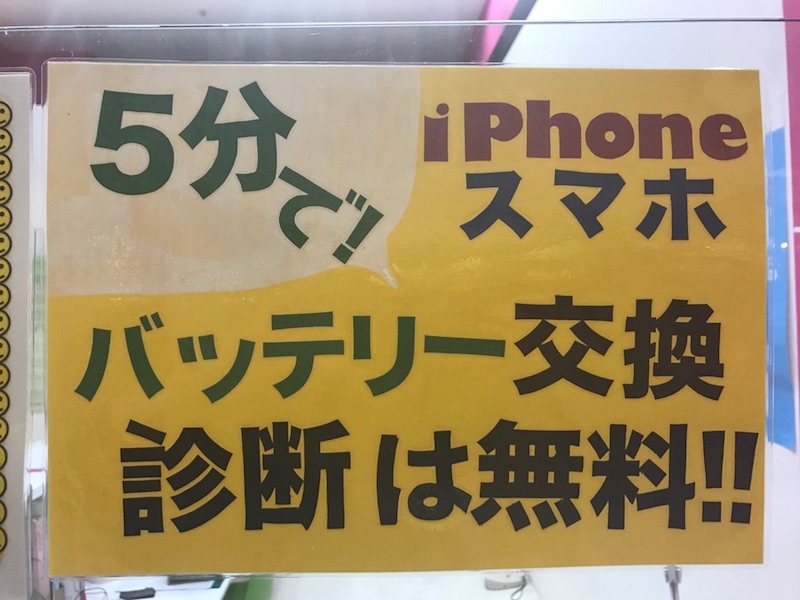 5分で!
iPhone
スマホ
バッテリー交換
診断は無料!!